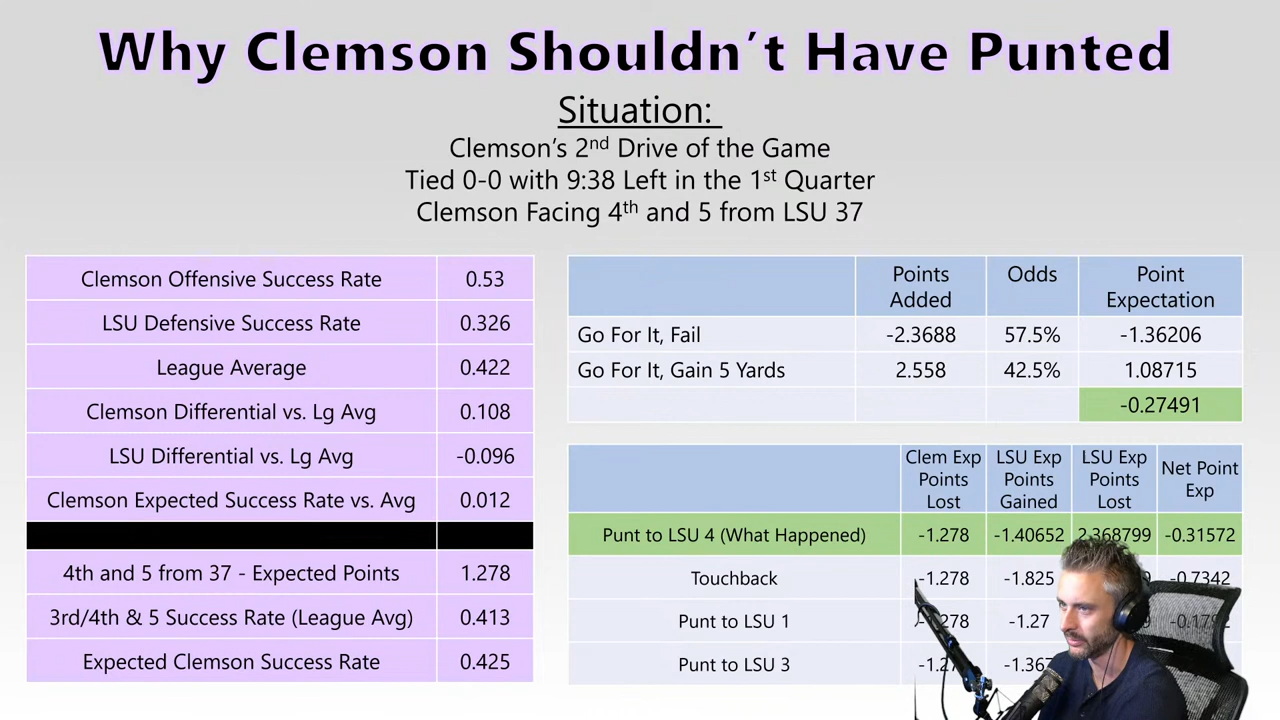 Why Clemson Shouldn´t Have Punted
Situation:
Clemson’s 2nd Drive of the Game
Tied 0-0 with 9:38 Left in the 1st Quarter
Clemson Facing 4th and 5 from LSU 37
Clemson Offensive Success Rate 0.53
LSU Defensive Success Rate 0.326
League Average 0.422
Clemson Differential vs. Lg Avg 0.108
LSU Differential vs. Lg Avg -0.096
Clemson Expected Success Rate vs. Avg 0.012
4th and 5 from 37 - Expected Points 1.278
3rd/4th & 5 Success Rate (League Avg) 0.413
Expected Clemson Success Rate 0.425
Points Added Odds Point Expectation
Go For It, Fail -2.3688 57.5% -1.36206
Go For It, Gain 5 Yards 2.558 42.5% 1.08715
-0.27491
Clem Exp Points Lost LSU Exp Points Gained LSU Exp Points Lost Net Point Exp
Punt to LSU 4 (What Happened) -1.278 -1.40652 2.368799 -0.31572
Touchback -1.278 -1.825 -0.7342
Punt to LSU 1 -1.27
Punt to LSU 3